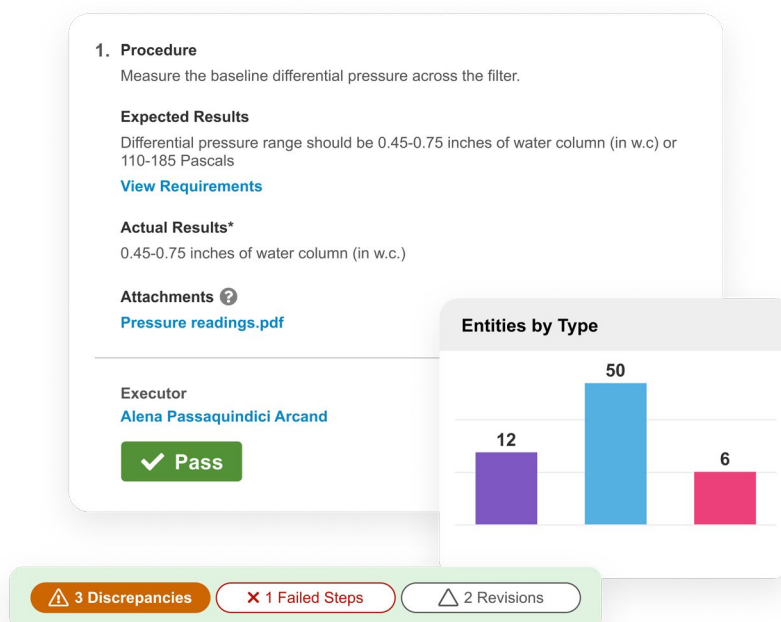 1. Procedure
Measure the baseline differential pressure across the filter.
Expected Results
Differential pressure range should be 0.45-0.75 inches of water column (in w.c) or
110-185 Pascals
View Requirements
Actual Results*
0.45-0.75 inches of water column (in w.c.)
Attachments ?
Pressure readings.pdf
Executor
Alena Passaquindici Arcand
Pass
Entities by Type
12
50
6
3 Discrepancies
1 Failed Steps
2 Revisions